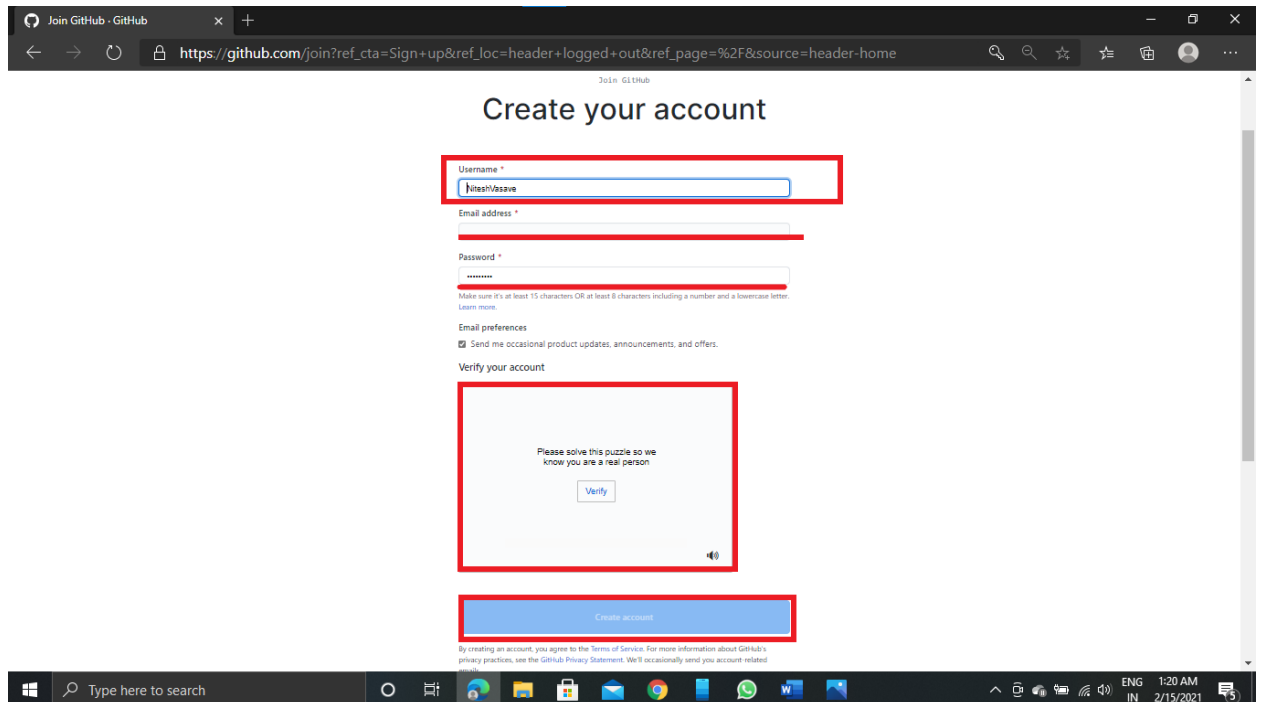 Join GitHub · GitHub
https://github.com/join?ref_cta=Sign+up&ref_loc=header+logged+out&ref_page=%2F&source=header-home
Join GitHub
Create your account
Username *
NiteshVasave
Email address *
Password *
•••••••••
Make sure it's at least 15 characters OR at least 8 characters including a number and a lowercase letter.
Learn more.
Email preferences
Send me occasional product updates, announcements, and offers.
Verify your account
Please solve this puzzle so we
know you are a real person
Verify
Create account
By creating an account, you agree to the Terms of Service. For more information about GitHub's
privacy practices, see the GitHub Privacy Statement. We'll occasionally send you account-related
Type here to search
ENG 1:20 AM
IN 2/15/2021
5